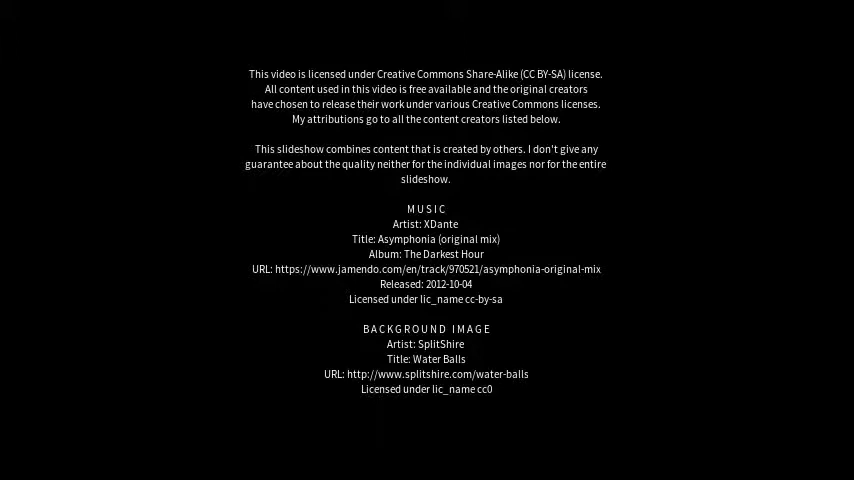 This video is licensed under Creative Commons Share-Alike (CC BY-SA) license.
All content used in this video is free available and the original creators
have chosen to release their work under various Creative Commons licenses.
My attributions go to all the content creators listed below.
This slideshow combines content that is created by others. I don't give any
guarantee about the quality neither for the individual images nor for the entire
slideshow.
MUSIC
Artist: XDante
Title: Asymphonia (original mix)
Album: The Darkest Hour
URL: https://www.jamendo.com/en/track/970521/asymphonia-original-mix
Released: 2012-10-04
Licensed under lic_name cc-by-sa
BACKGROUND IMAGE
Artist: SplitShire
Title: Water Balls
URL: http://www.splitshire.com/water-balls
Licensed under lic_name cc0